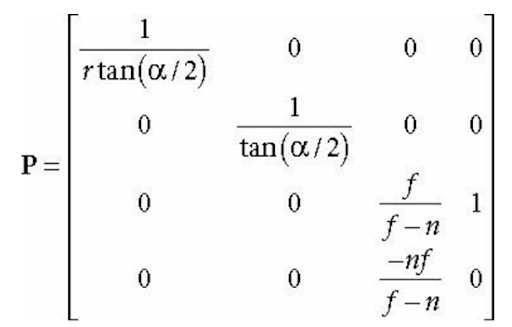 P = [ 1/(r tan(α/2)) 0 0 0
0 1/tan(α/2) 0 0
0 0 f/(f − n) 1
0 0 −nf/(f − n) 0 ]